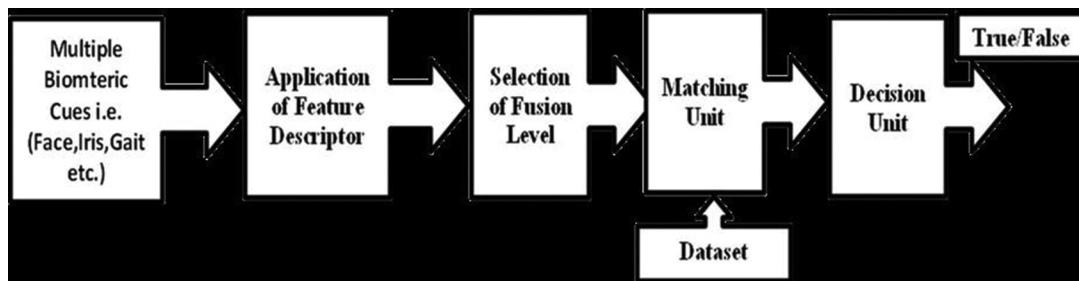 Multiple
Biomteric
Cues i.e.
(Face,Iris,Gait
etc.)
Application
of Feature
Descriptor
Selection
of Fusion
Level
Matching
Unit
Decision
Unit
True/False
Dataset